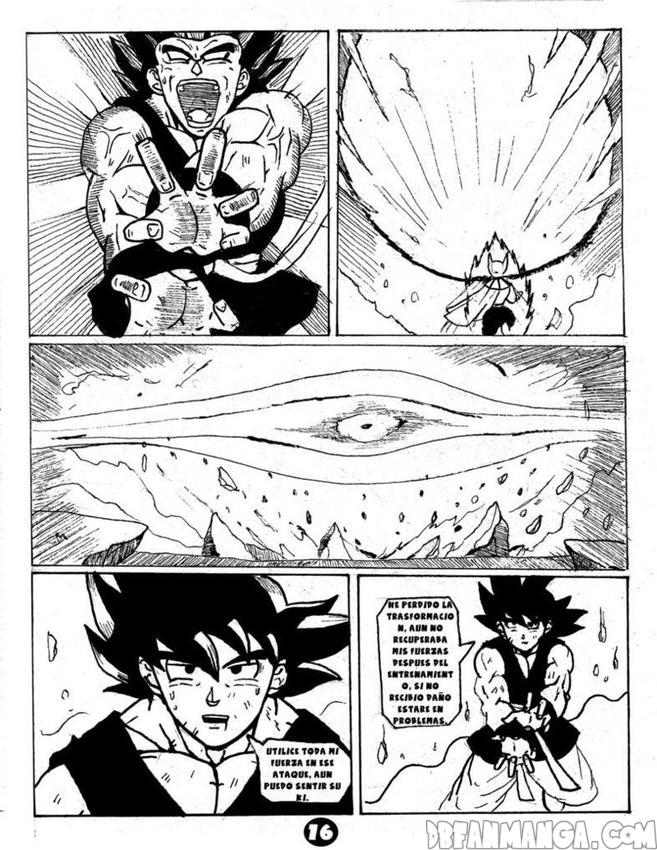 UTILICE TODA MI
FUERZA EN ESE
ATAQUE, AUN
PUEDO SENTIR SU
KI.
HE PERDIDO LA
TRASFORMACIO
N, AUN NO
RECUPERABA
MIS FUERZAS
DESPUES DEL
ENTRENAMIENT
O, SI NO
RECIBIO DAÑO
ESTARE EN
PROBLEMAS.
16
DBFANMANGA.COM